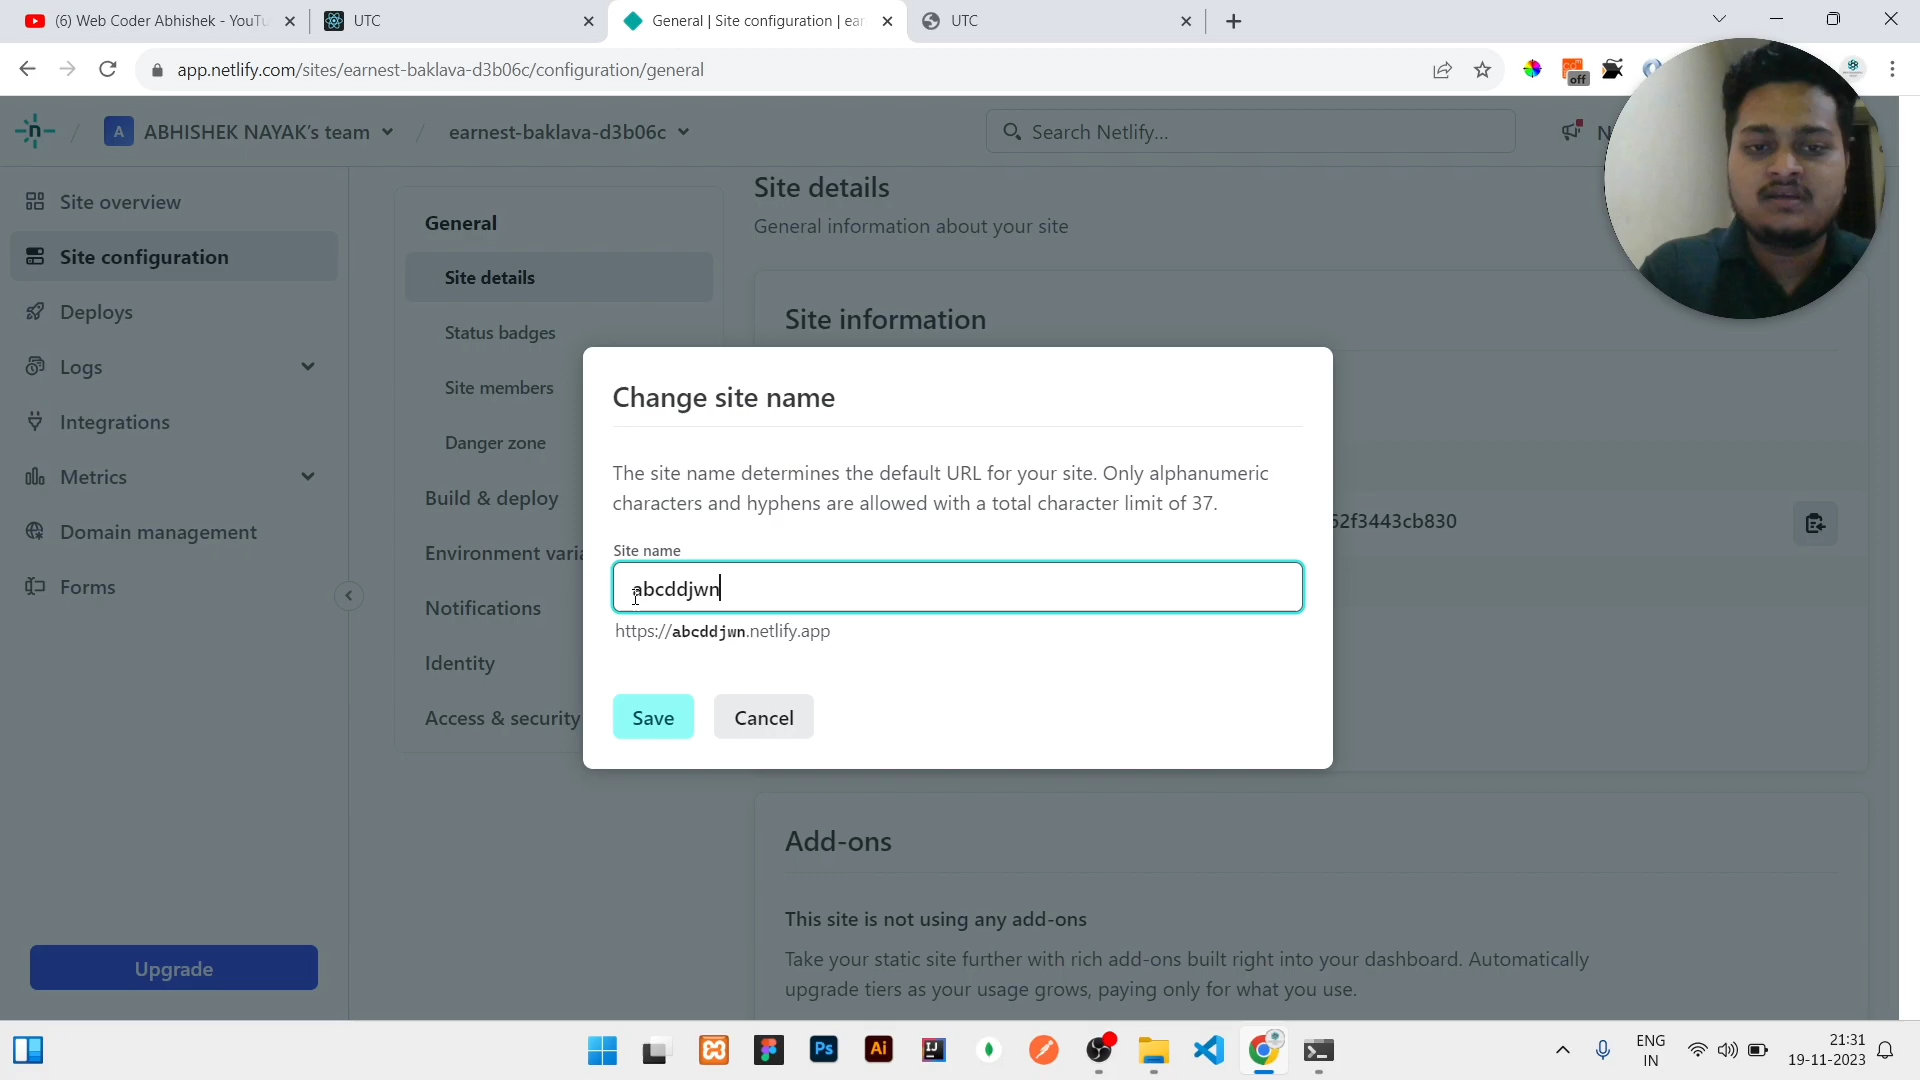 (6) Web Coder Abhishek - YouTu
UTC
General | Site configuration | ear
UTC
app.netlify.com/sites/earnest-baklava-d3b06c/configuration/general
off
A
ABHISHEK NAYAK's team
earnest-baklava-d3b06c
Search Netlify...
N
Site overview
Site configuration
Deploys
Logs
Integrations
Metrics
Domain management
Forms
Upgrade
General
Site details
Status badges
Site members
Danger zone
Build & deploy
Environment varia
Notifications
Identity
Access & security
Site details
General information about your site
Site information
62f3443cb830
Change site name
The site name determines the default URL for your site. Only alphanumeric
characters and hyphens are allowed with a total character limit of 37.
Site name
abcddjwn
https://abcddjwn.netlify.app
Save
Cancel
Add-ons
This site is not using any add-ons
Take your static site further with rich add-ons built right into your dashboard. Automatically
upgrade tiers as your usage grows, paying only for what you use.
Ps
Ai
IJ
ENG
IN
21:31
19-11-2023